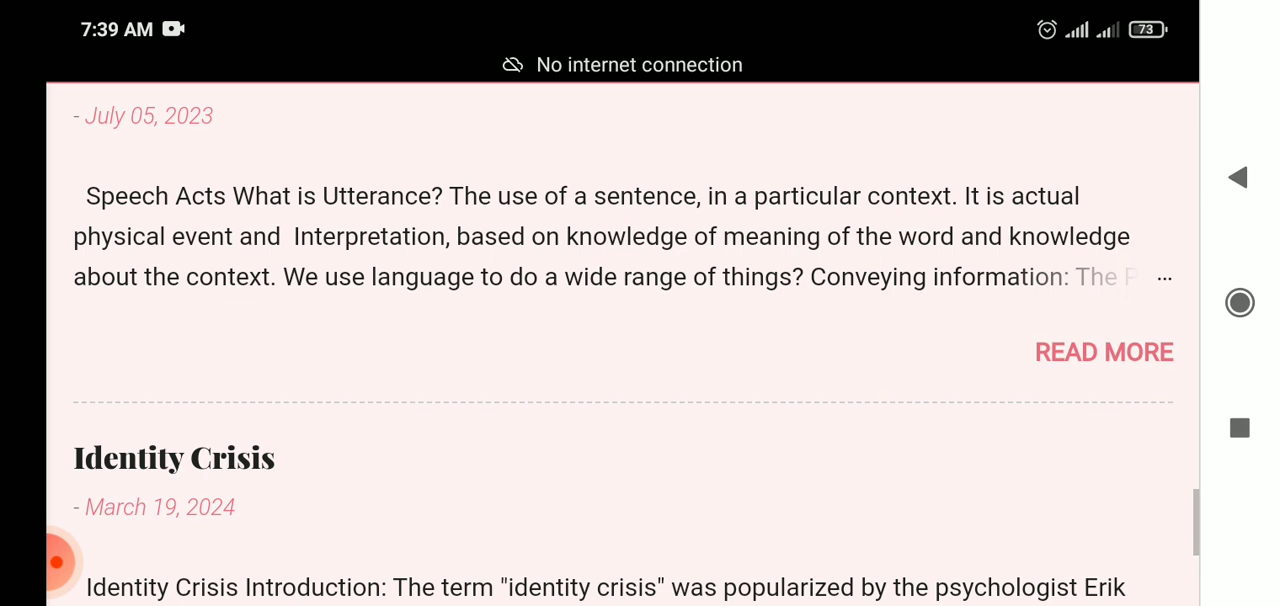 7:39 AM
73
No internet connection
- July 05, 2023
Speech Acts What is Utterance? The use of a sentence, in a particular context. It is actual
physical event and  Interpretation, based on knowledge of meaning of the word and knowledge
about the context. We use language to do a wide range of things? Conveying information: The ...
READ MORE
Identity Crisis
- March 19, 2024
Identity Crisis Introduction: The term "identity crisis" was popularized by the psychologist Erik